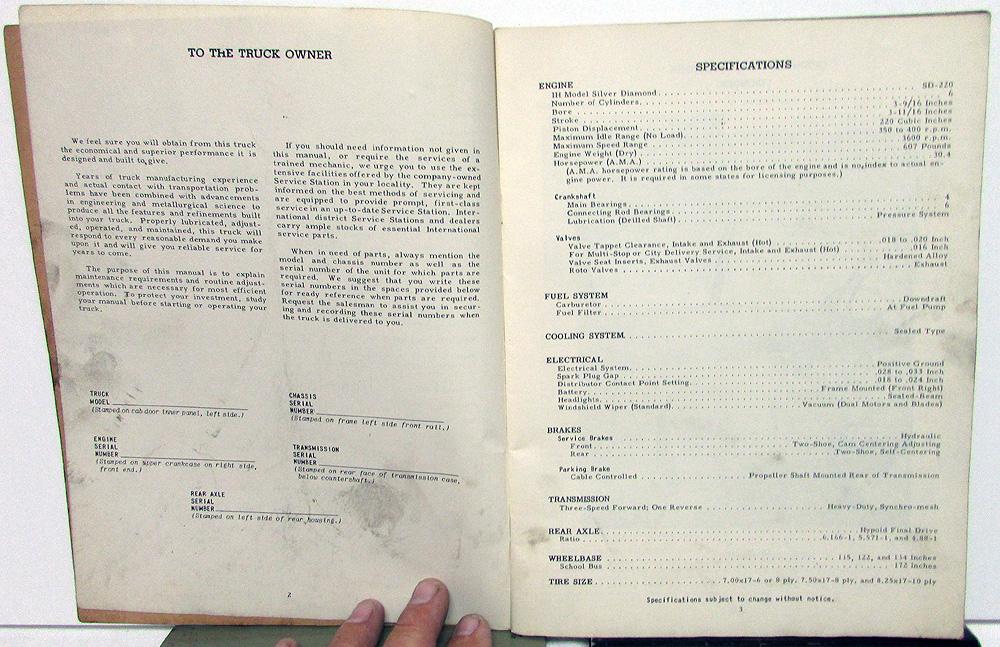 TO THE TRUCK OWNER
We feel sure you will obtain from this truck
the economical and superior performance it is
designed and built to give.
Years of truck manufacturing experience
and actual contact with transportation prob-
lems have been combined with advancements
in engineering and metallurgical science to
produce all the features and refinements built
into your truck. Properly lubricated, adjust-
ed, operated, and maintained, this truck will
respond to every reasonable demand you make
upon it and will give you reliable service for
years to come.
The purpose of this manual is to explain
maintenance requirements and routine adjust-
ments which are necessary for most efficient
operation. To protect your investment, study
your manual before starting or operating your
truck.
If you should need information not given in
this manual, or require the services of a
trained mechanic, we urge you to use the ex-
tensive facilities offered by the company-owned
Service Station in your locality. They are kept
informed on the best methods of servicing and
are equipped to provide prompt, first-class
service in an up-to-date Service Station. Inter-
national district Service Stations and dealers
carry ample stocks of essential International
service parts.
When in need of parts, always mention the
model and chassis number as well as the
serial number of the unit for which parts are
required. We suggest that you write these
serial numbers in the spaces provided below
for ready reference when parts are required.
Request the salesman to assist you in secur-
ing and recording these serial numbers when
the truck is delivered to you.
TRUCK
MODEL
(Stamped on cab door inner panel, left side.)
CHASSIS
SERIAL
NUMBER
(Stamped on frame left side front rail.)
ENGINE
SERIAL
NUMBER
(Stamped on upper crankcase on right side,
front end.)
TRANSMISSION
SERIAL
NUMBER
(Stamped on rear face of transmission case,
below countershaft.)
REAR AXLE
SERIAL
NUMBER
(Stamped on left side of rear housing.)
2
SPECIFICATIONS
ENGINE
IH Model Silver Diamond SD-220
Number of Cylinders 6
Bore 3-9/16 Inches
Stroke 3-11/16 Inches
Piston Displacement 220 Cubic Inches
Maximum Idle Range (No Load) 350 to 400 r.p.m.
Maximum Speed Range 3600 r.p.m.
Engine Weight (Dry) 607 Pounds
Horsepower (A.M.A.) 30.4
(A.M.A. horsepower rating is based on the bore of the engine and is no index to actual en-
gine power. It is required in some states for licensing purposes.)
Crankshaft
Main Bearings 4
Connecting Rod Bearings 6
Lubrication (Drilled Shaft) Pressure System
Valves
Valve Tappet Clearance, Intake and Exhaust (Hot) .018 to .020 Inch
For Multi-Stop or City Delivery Service, Intake and Exhaust (Hot) .016 Inch
Valve Seat Inserts, Exhaust Valves Hardened Alloy
Roto Valves Exhaust
FUEL SYSTEM
Carburetor Downdraft
Fuel Filter At Fuel Pump
COOLING SYSTEM Sealed Type
ELECTRICAL
Electrical System Positive Ground
Spark Plug Gap .028 to .033 Inch
Distributor Contact Point Setting .018 to .024 Inch
Battery Frame Mounted (Front Right)
Headlights Sealed-Beam
Windshield Wiper (Standard) Vacuum (Dual Motors and Blades)
BRAKES
Service Brakes Hydraulic
Front Two-Shoe, Cam Centering Adjusting
Rear Two-Shoe, Self-Centering
Parking Brake
Cable Controlled Propeller Shaft Mounted Rear of Transmission
TRANSMISSION
Three-Speed Forward; One Reverse Heavy-Duty, Synchro-mesh
REAR AXLE Hypoid Final Drive
Ratio 6.166-1, 5.571-1, and 4.88-1
WHEELBASE 115, 122, and 134 Inches
School Bus 172 Inches
TIRE SIZE 7.00x17-6 or 8 ply, 7.50x17-8 ply, and 8.25x17-10 ply
Specifications subject to change without notice.
3